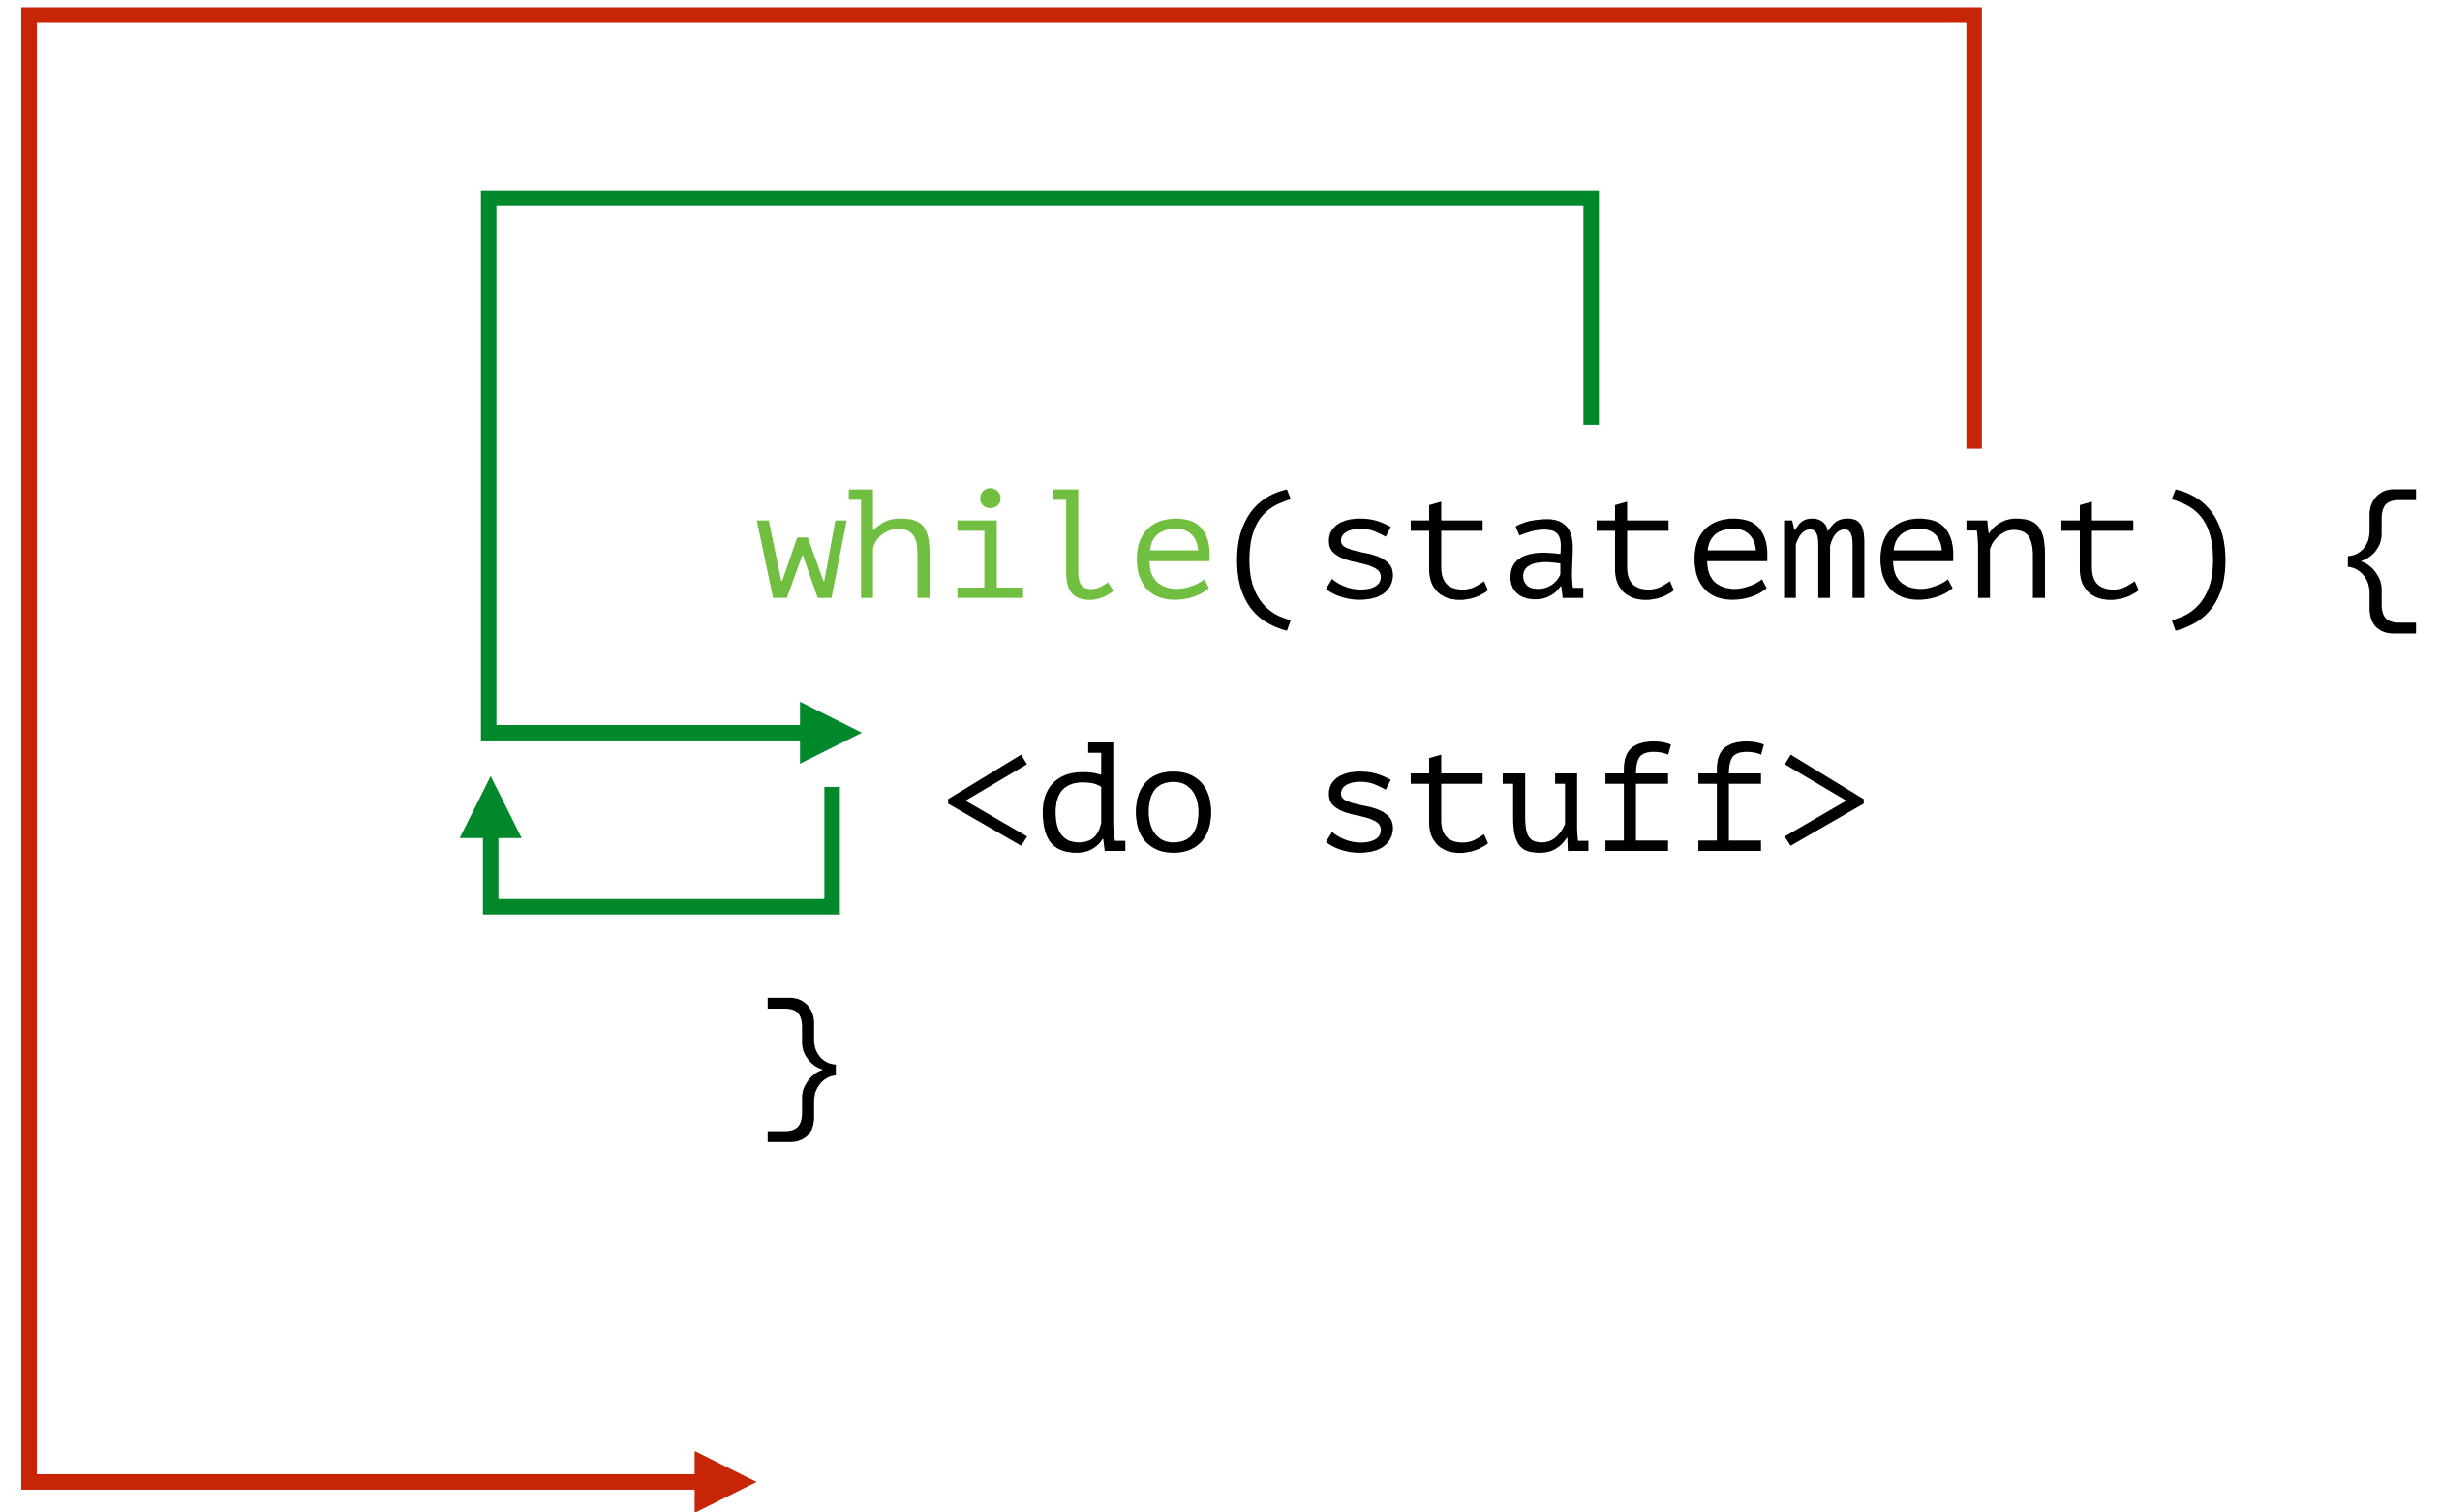 while(statement) {
<do stuff>
}